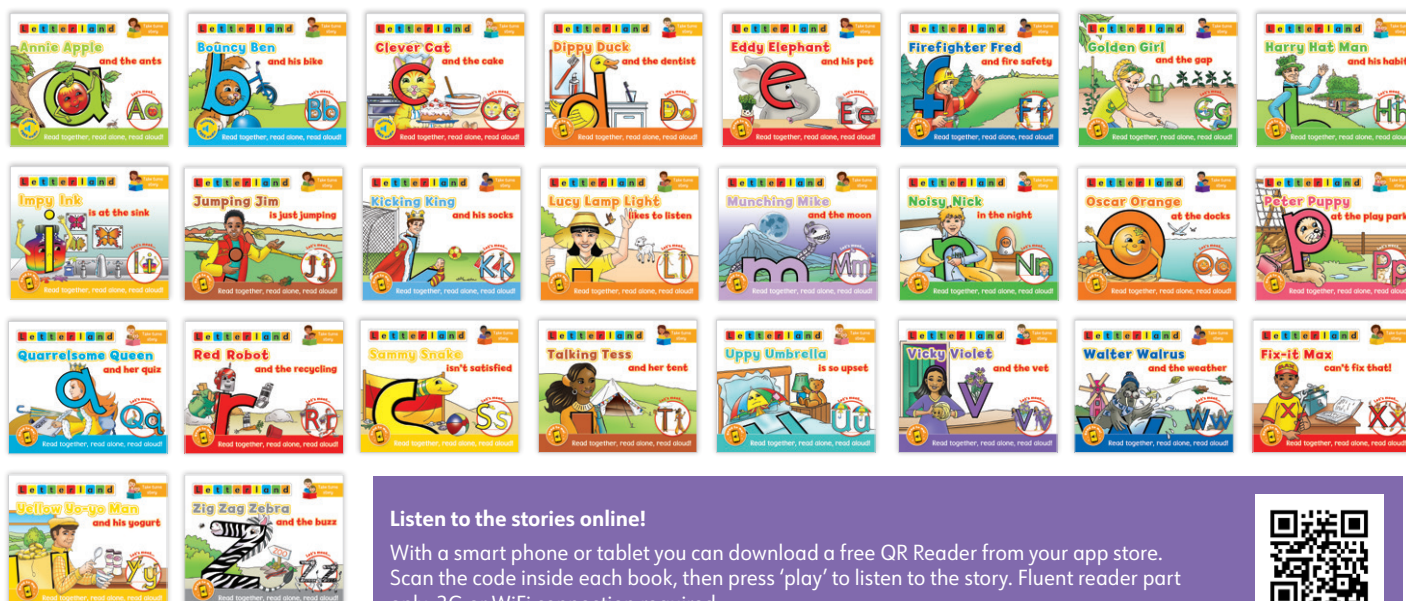 Letterland Letterland Letterland Letterland Letterland Letterland Letterland Letterland
Annie Apple Bouncy Ben Clever Cat Dippy Duck Eddy Elephant Firefighter Fred Golden Girl Harry Hat Man
and the ants and his bike and the cake and the dentist and his pet and fire safety and the gap and his habit
Aa Bb Dd Ee Ff Gg Hh
Read together, read alone, read aloud! Read together, read alone, read aloud! Read together, read alone, read aloud! Read together, read alone, read aloud! Read together, read alone, read aloud! Read together, read alone, read aloud! Read together, read alone, read aloud! Read together, read alone, read aloud
Letterland Letterland Letterland Letterland Letterland Letterland Letterland Letterland
Impy Ink Jumping Jim Kicking King Lucy Lamp Light Munching Mike Noisy Nick Oscar Orange Peter Puppy
is at the sink is just jumping and his socks likes to listen and the moon in the night at the docks at the play park
Ii Jj Kk Ll Mm Nn Oo Pp
Read together, read alone, read aloud! Read together, read alone, read aloud! Read together, read alone, read aloud! Read together, read alone, read aloud! Read together, read alone, read aloud! Read together, read alone, read aloud! Read together, read alone, read aloud! Read together, read alone, read aloud
Letterland Letterland Letterland Letterland Letterland Letterland Letterland Letterland
Quarrelsome Queen Red Robot Sammy Snake Talking Tess Uppy Umbrella Vicky Violet Walter Walrus Fix-it Max
and her quiz and the recycling isn't satisfied and her tent is so upset and the vet and the weather can't fix that!
Qq Rr Ss Tt Uu Vv Ww Xx
Read together, read alone, read aloud! Read together, read alone, read aloud! Read together, read alone, read aloud! Read together, read alone, read aloud! Read together, read alone, read aloud! Read together, read alone, read aloud! Read together, read alone, read aloud! Read together, read alone, read aloud
Letterland Letterland
Yellow Yo-yo Man Zig Zag Zebra
and his yogurt and the buzz
Yy Zz
Read together, read alone, read aloud! Read together, read alone, read aloud!
Listen to the stories online!
With a smart phone or tablet you can download a free QR Reader from your app store.
Scan the code inside each book, then press 'play' to listen to the story. Fluent reader part
only. 3G or WiFi connection required.